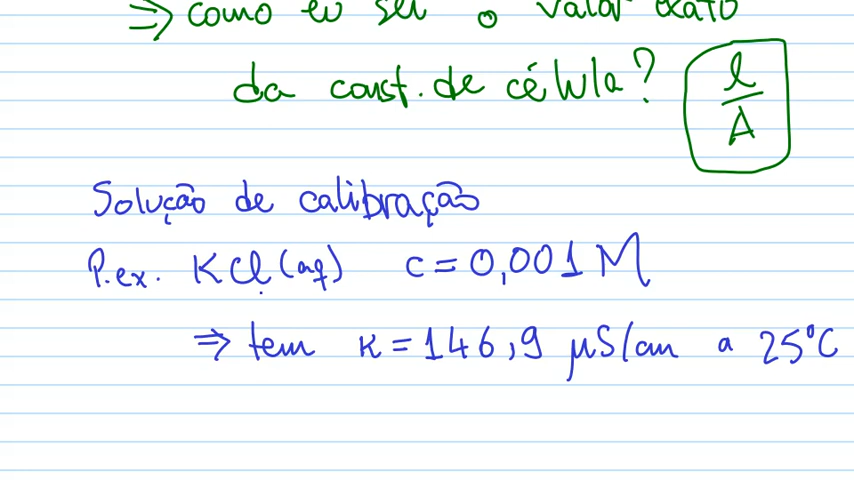 ⇒ como eu sei o valor exato
da const. de célula? l/A
Solução de calibração
P.ex. KCl (aq) c = 0,001 M
⇒ tem κ = 146,9 μS/cm a 25°C